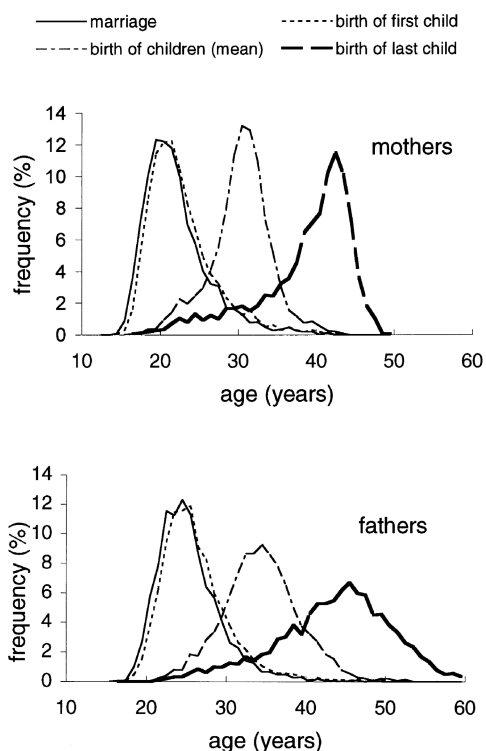 marriage birth of first child
birth of children (mean) birth of last child
14
12
10
8
6
4
2
0
frequency (%)
mothers
10 20 30 40 50 60
age (years)
14
12
10
8
6
4
2
0
frequency (%)
fathers
10 20 30 40 50 60
age (years)